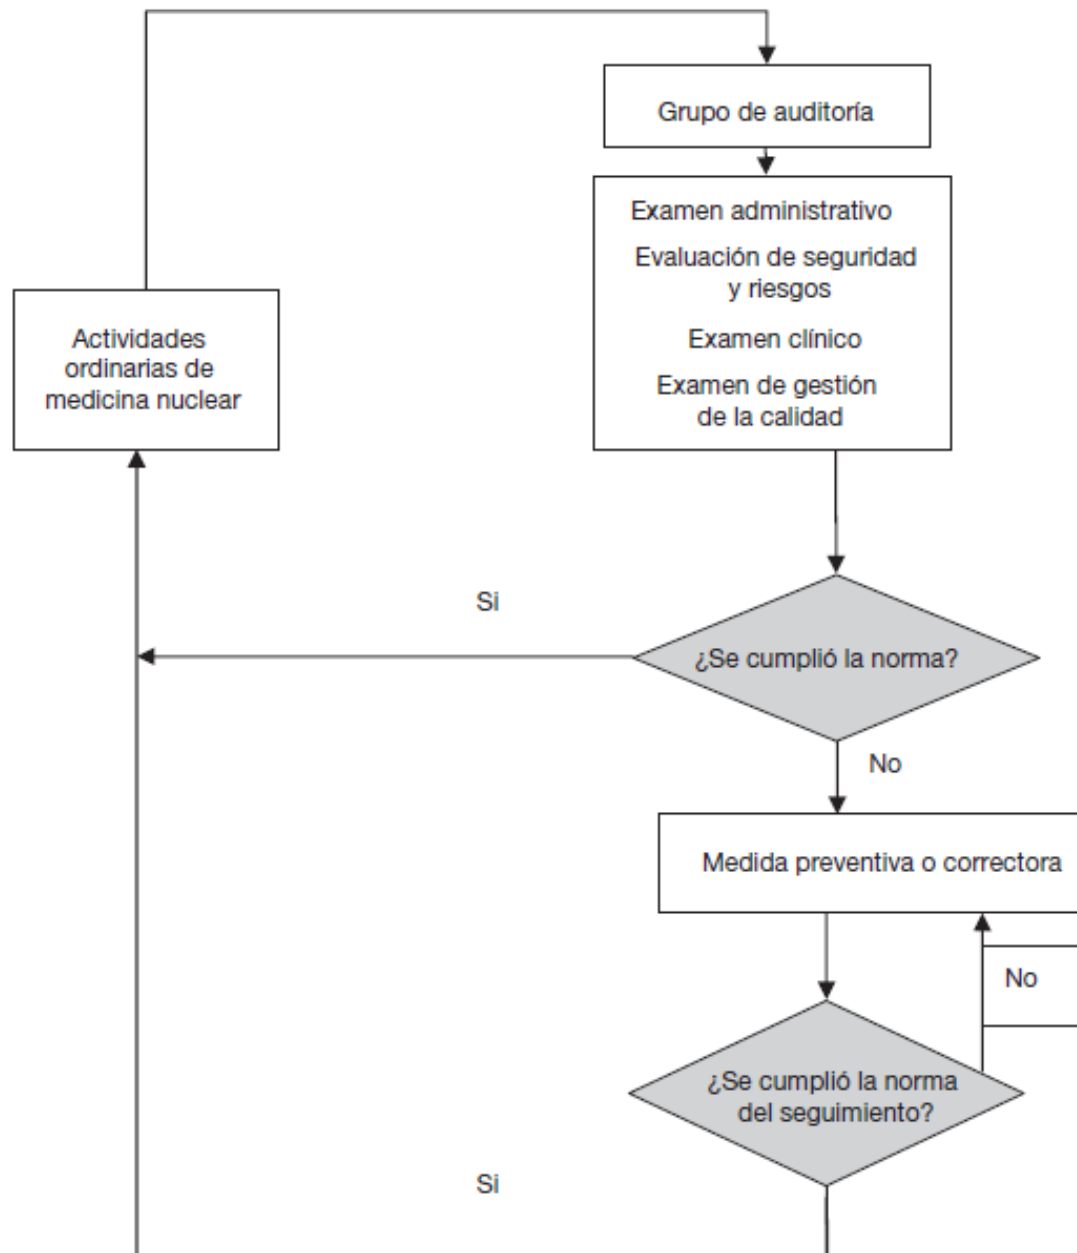 Grupo de auditoría
Examen administrativo
Evaluación de seguridad
y riesgos
Examen clínico
Examen de gestión
de la calidad
Actividades
ordinarias de
medicina nuclear
Si
¿Se cumplió la norma?
No
Medida preventiva o correctora
No
¿Se cumplió la norma
del seguimiento?
Si